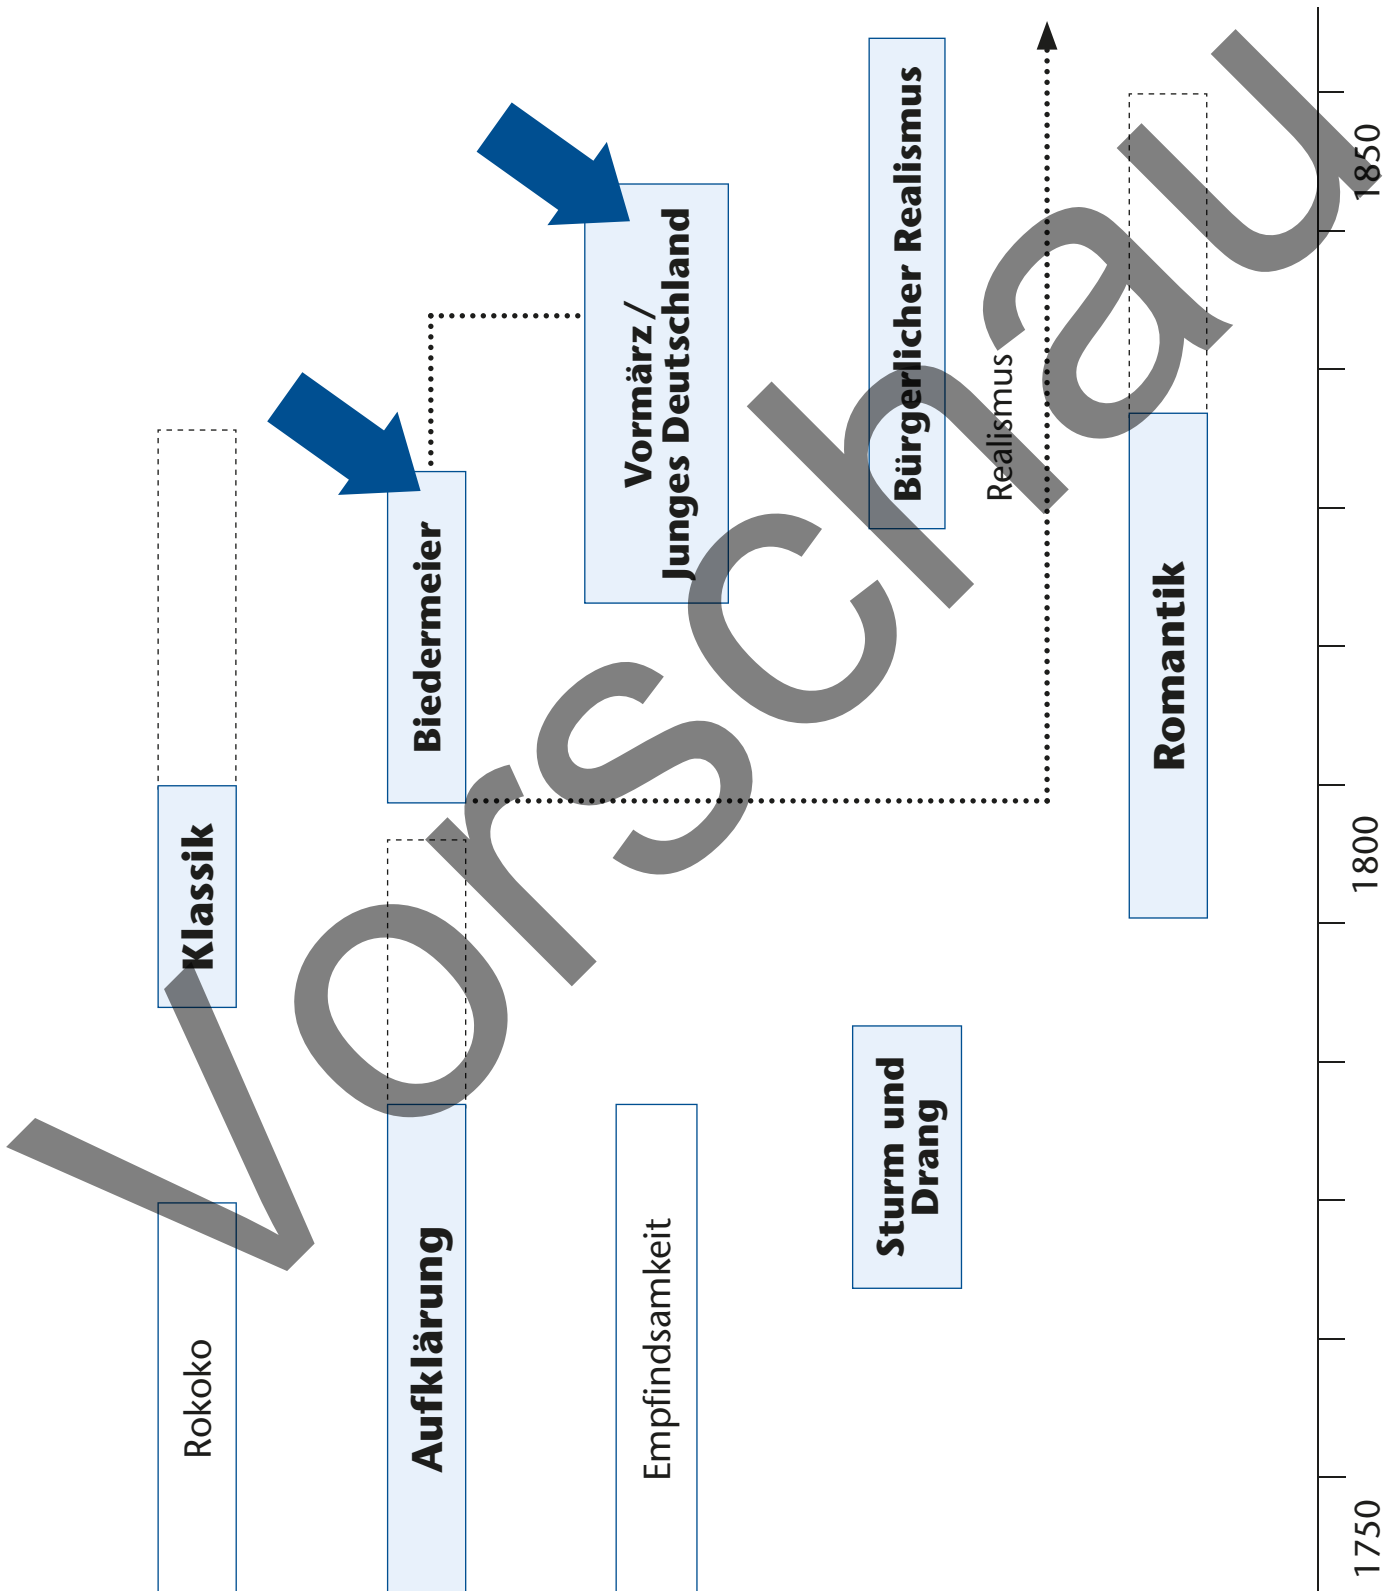 Rokoko
Klassik
Aufklärung
Biedermeier
Empfindsamkeit
Vormärz /
Junges Deutschland
Sturm und
Drang
Bürgerlicher Realismus
Realismus
Romantik
1750
1800
1850
Vorschau